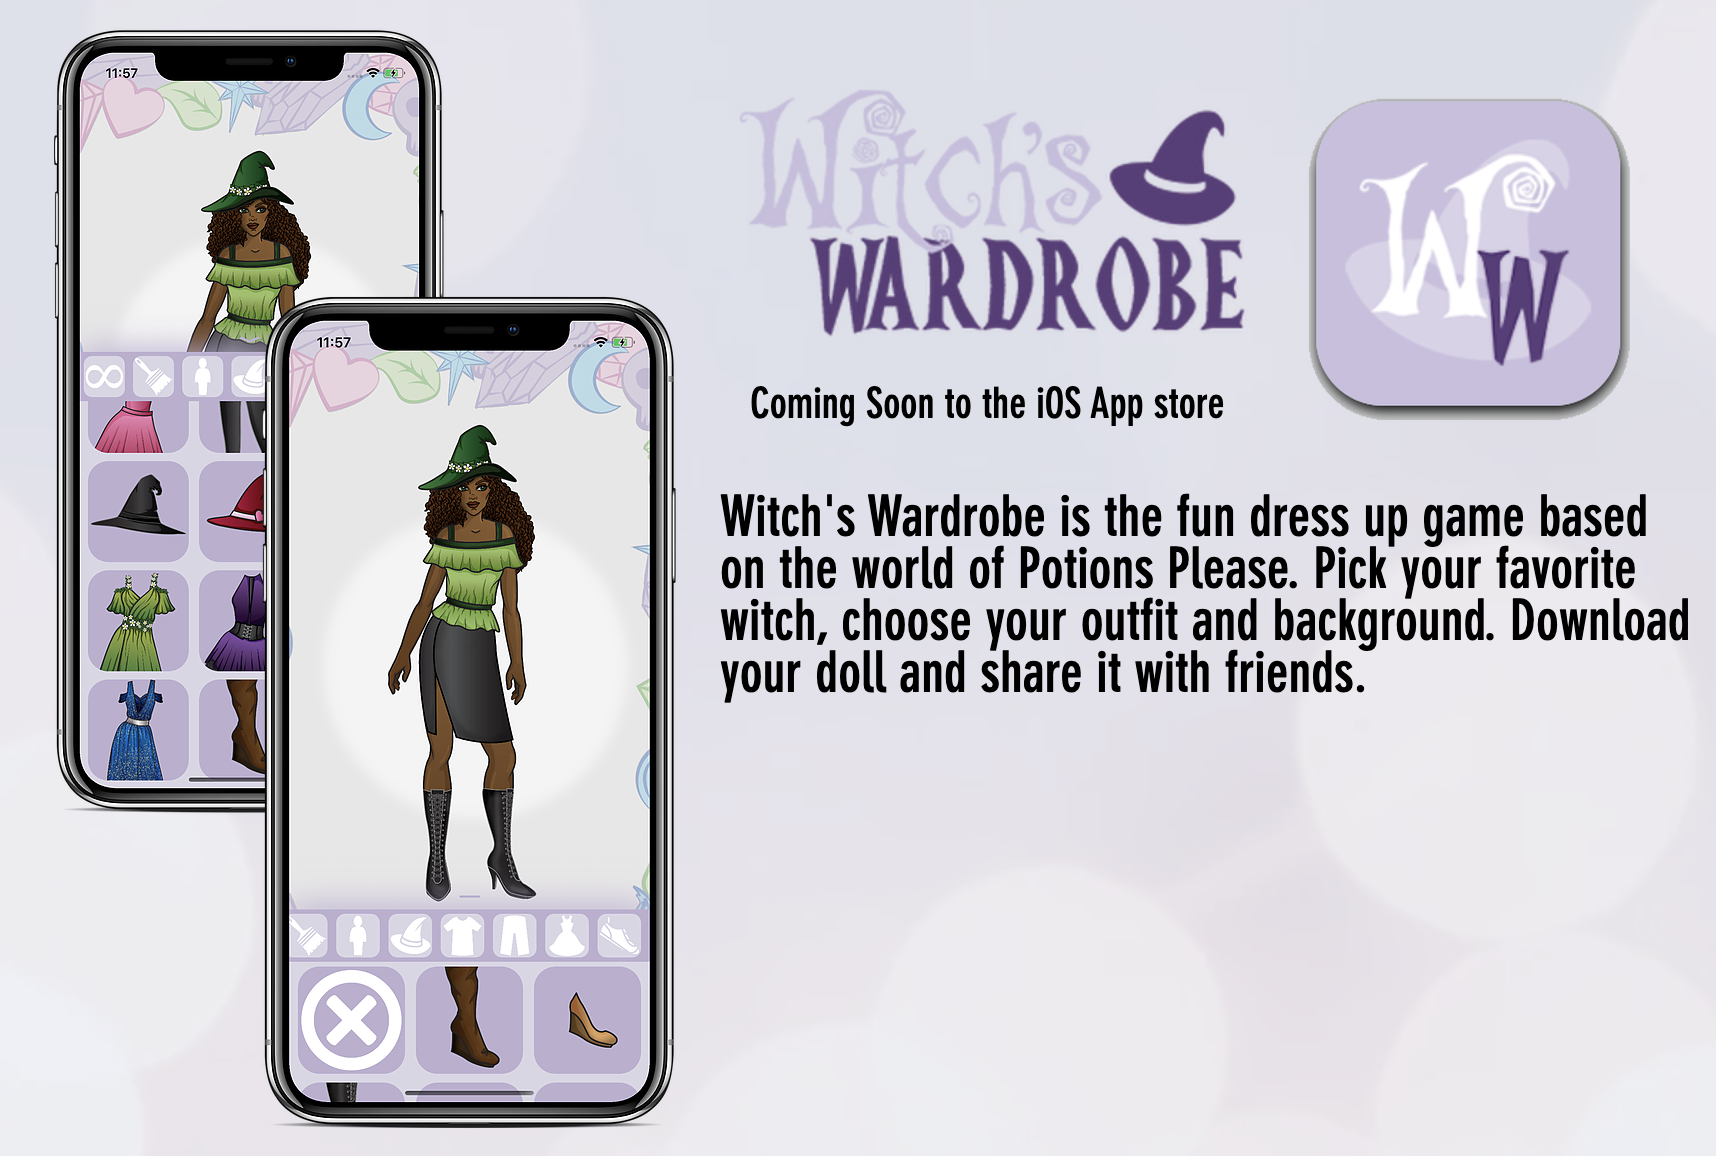 11:57
11:57
Witch's
WARDROBE
WW
Coming Soon to the iOS App store
Witch's Wardrobe is the fun dress up game based
on the world of Potions Please. Pick your favorite
witch, choose your outfit and background. Download
your doll and share it with friends.